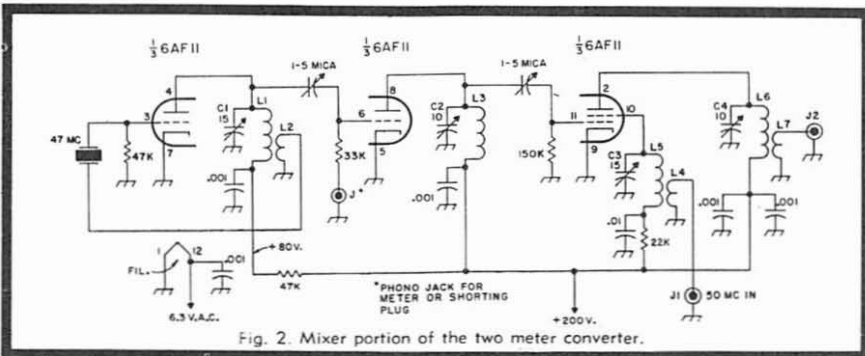 1/3 6AF11
1/3 6AF11
1/3 6AF11
4
3
7
47 MC
47K
C1
15
L1
L2
.001
1-5 MICA
8
6
5
33K
J*
C2
10
L3
.001
1-5 MICA
2
11
10
9
150K
C3
15
L5
L4
.01
22K
C4
10
L6
L7
J2
.001
.001
+80V.
47K
1
12
FIL.
.001
6.3 V.A.C.
*PHONO JACK FOR
METER OR SHORTING
PLUG
+200V.
J1
50 MC IN
Fig. 2. Mixer portion of the two meter converter.